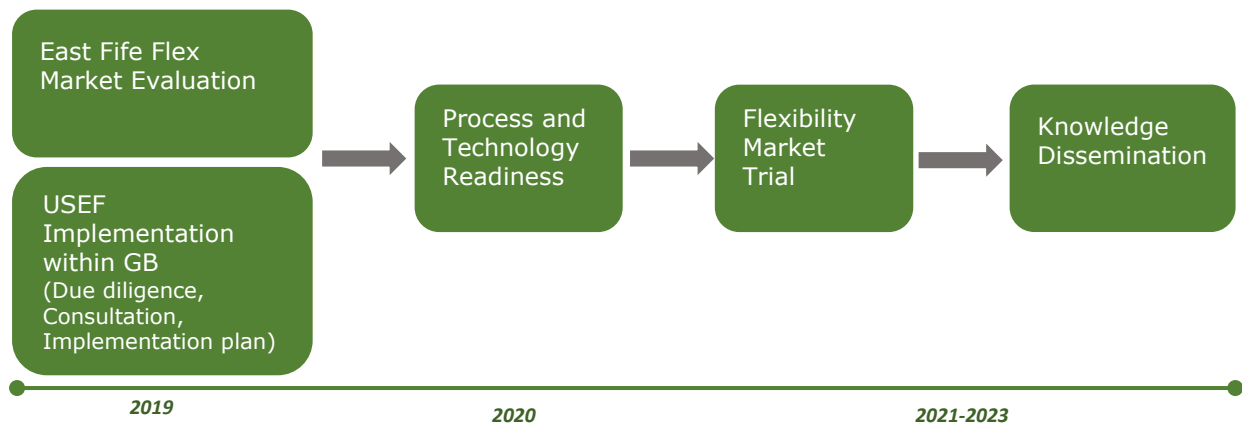 East Fife Flex
Market Evaluation
USEF
Implementation
within GB
(Due diligence,
Consultation,
Implementation plan)
Process and
Technology
Readiness
Flexibility
Market
Trial
Knowledge
Dissemination
2019
2020
2021-2023